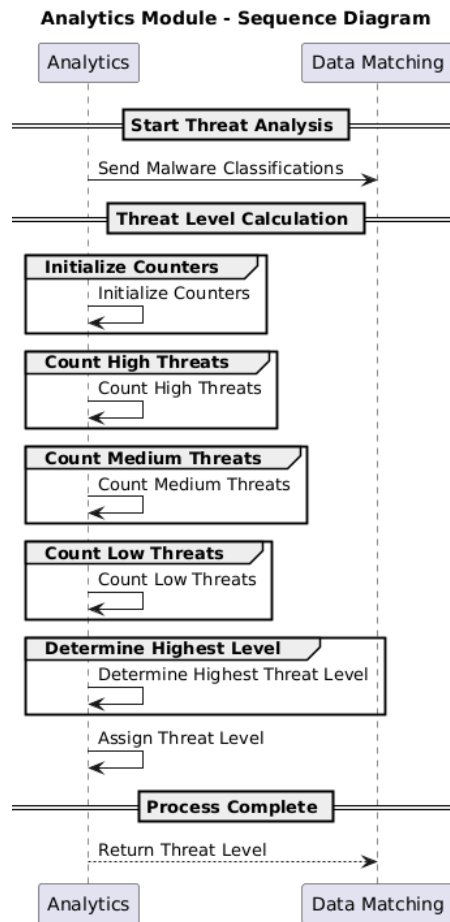 Analytics Module - Sequence Diagram
Analytics
Data Matching
Start Threat Analysis
Send Malware Classifications
Threat Level Calculation
Initialize Counters
Initialize Counters
Count High Threats
Count High Threats
Count Medium Threats
Count Medium Threats
Count Low Threats
Count Low Threats
Determine Highest Level
Determine Highest Threat Level
Assign Threat Level
Process Complete
Return Threat Level
Analytics
Data Matching